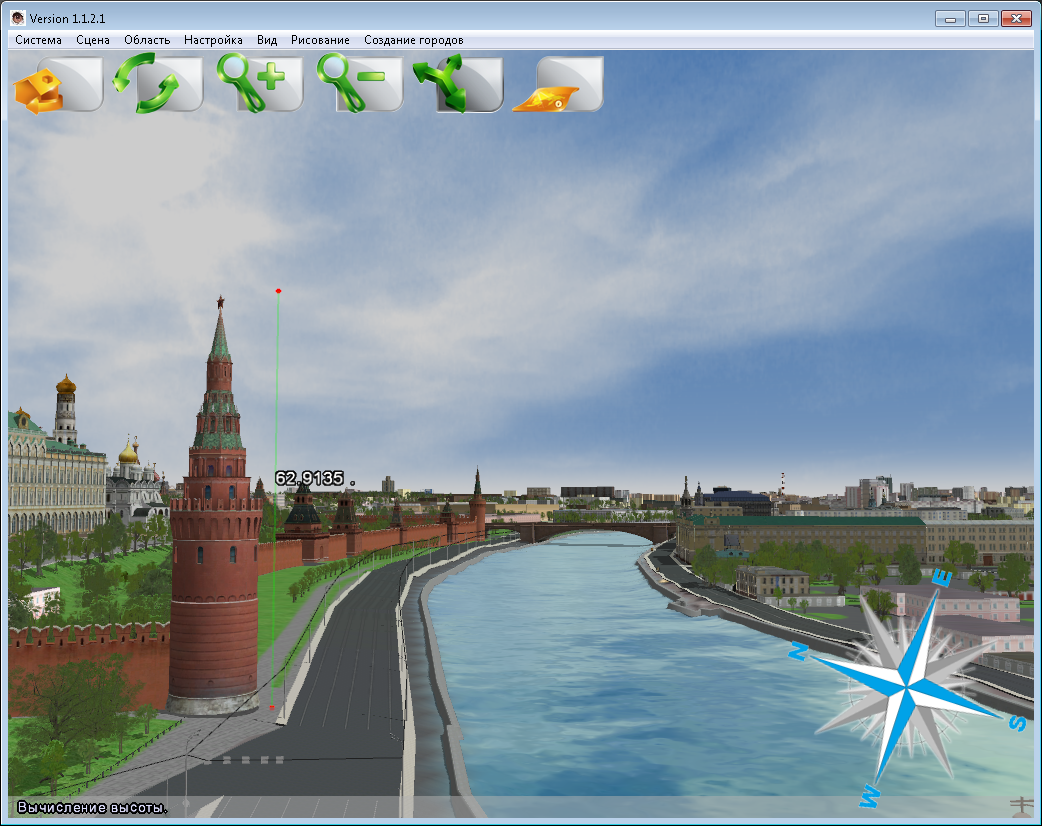 Version 1.1.2.1
Система Сцена Область Настройка Вид Рисование Создание городов
62.9135 .
E
N
S
W
Вычисление высоты.